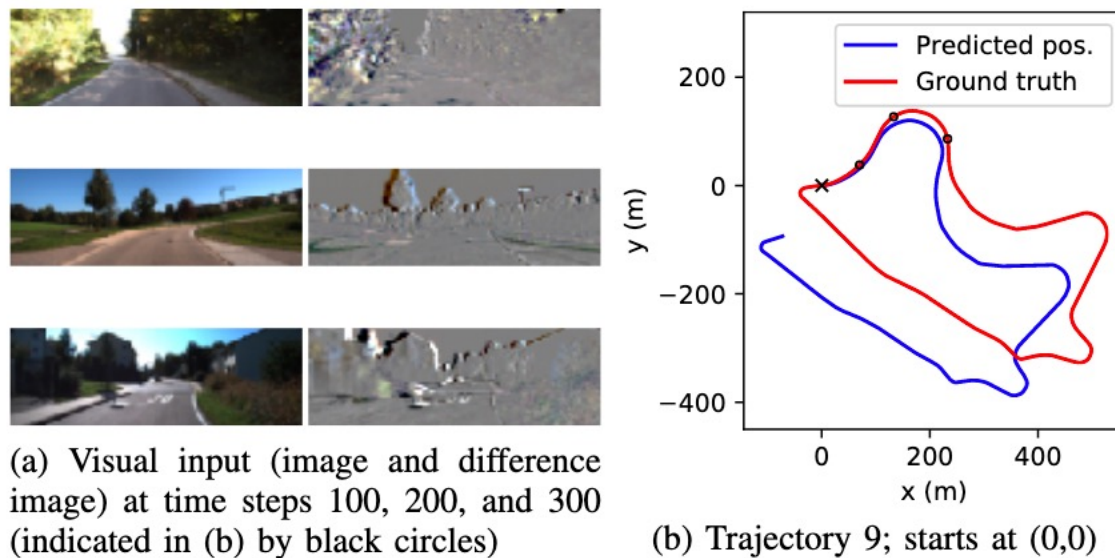 Predicted pos.
Ground truth
200
0
−200
−400
y (m)
0 200 400
x (m)
(a) Visual input (image and difference
image) at time steps 100, 200, and 300
(indicated in (b) by black circles)
(b) Trajectory 9; starts at (0,0)